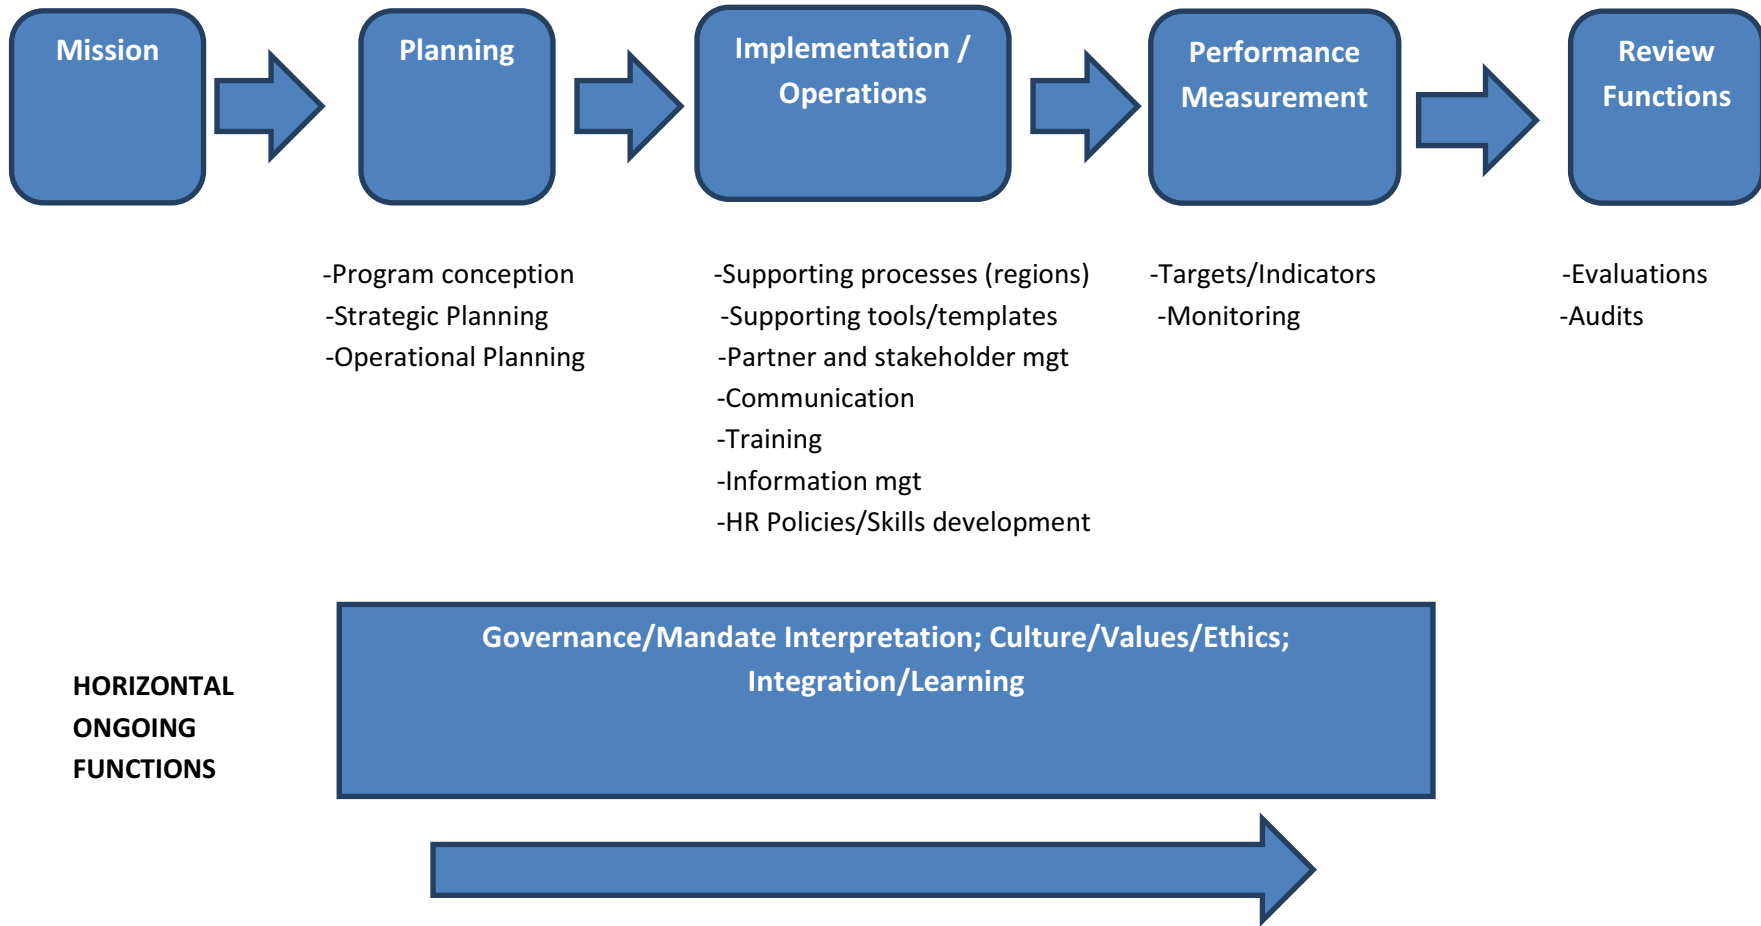 Mission
Planning
Implementation /
Operations
Performance
Measurement
Review
Functions
-Program conception
-Strategic Planning
-Operational Planning
-Supporting processes (regions)
-Supporting tools/templates
-Partner and stakeholder mgt
-Communication
-Training
-Information mgt
-HR Policies/Skills development
-Targets/Indicators
-Monitoring
-Evaluations
-Audits
HORIZONTAL
ONGOING
FUNCTIONS
Governance/Mandate Interpretation; Culture/Values/Ethics;
Integration/Learning